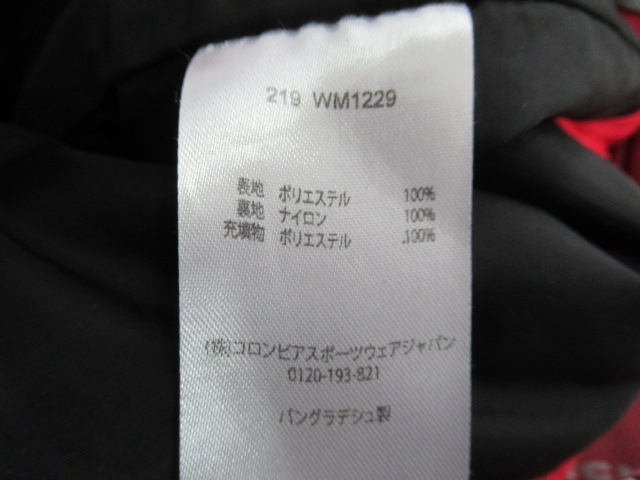 219 WM1229
表地 ポリエステル 100%
裏地 ナイロン 100%
充填物 ポリエステル 100%
(株)コロンビアスポーツウェアジャパン
0120-193-821
バングラデシュ製